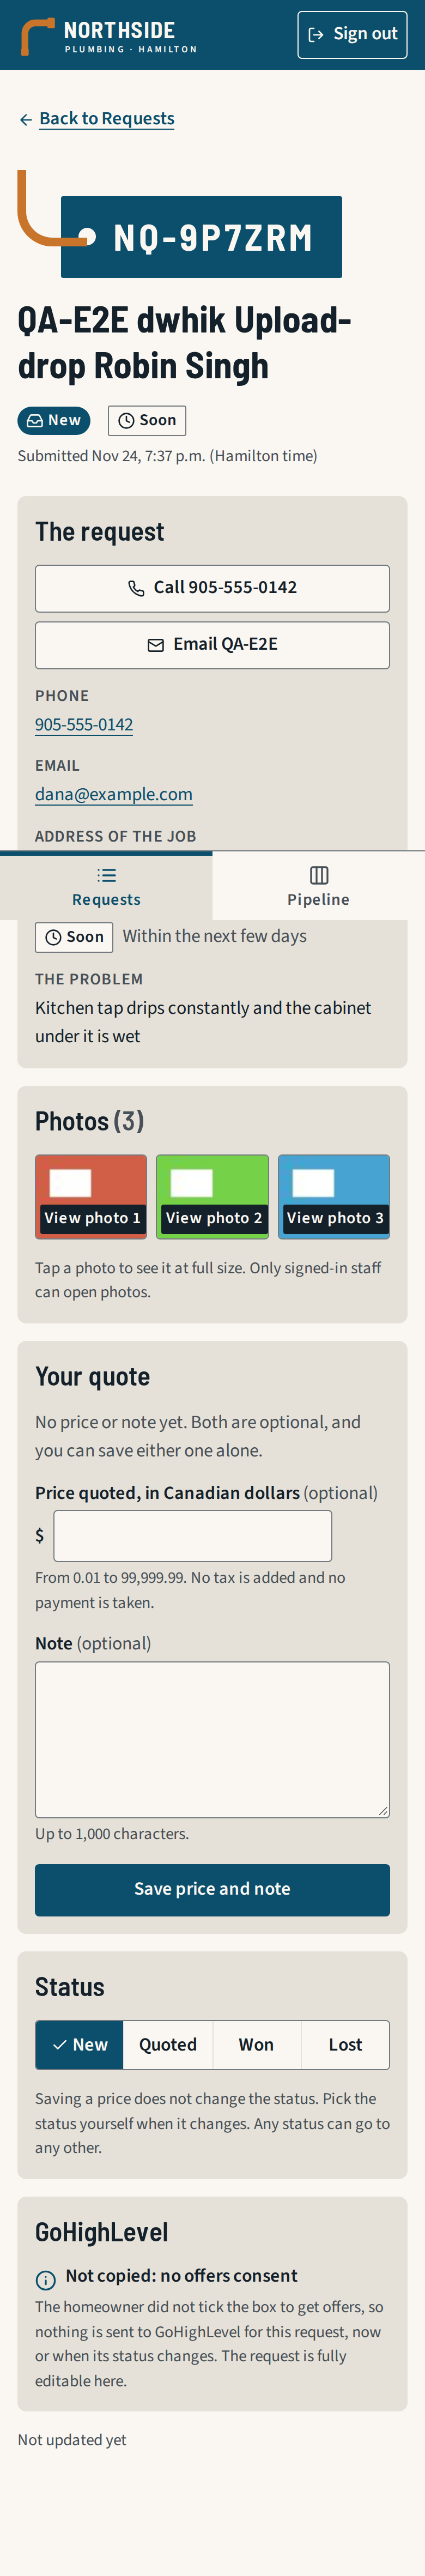 NORTHSIDE
PLUMBING · HAMILTON
Sign out
Back to Requests
NQ-9P7ZRM
QA-E2E dwhik Upload-
drop Robin Singh
New
Soon
Submitted Nov 24, 7:37 p.m. (Hamilton time)
The request
Call 905-555-0142
Email QA-E2E
PHONE
905-555-0142
EMAIL
dana@example.com
ADDRESS OF THE JOB
Requests
Pipeline
Soon Within the next few days
THE PROBLEM
Kitchen tap drips constantly and the cabinet
under it is wet
Photos (3)
View photo 1
View photo 2
View photo 3
Tap a photo to see it at full size. Only signed-in staff
can open photos.
Your quote
No price or note yet. Both are optional, and
you can save either one alone.
Price quoted, in Canadian dollars (optional)
$
From 0.01 to 99,999.99. No tax is added and no
payment is taken.
Note (optional)
Up to 1,000 characters.
Save price and note
Status
New
Quoted
Won
Lost
Saving a price does not change the status. Pick the
status yourself when it changes. Any status can go to
any other.
GoHighLevel
Not copied: no offers consent
The homeowner did not tick the box to get offers, so
nothing is sent to GoHighLevel for this request, now
or when its status changes. The request is fully
editable here.
Not updated yet